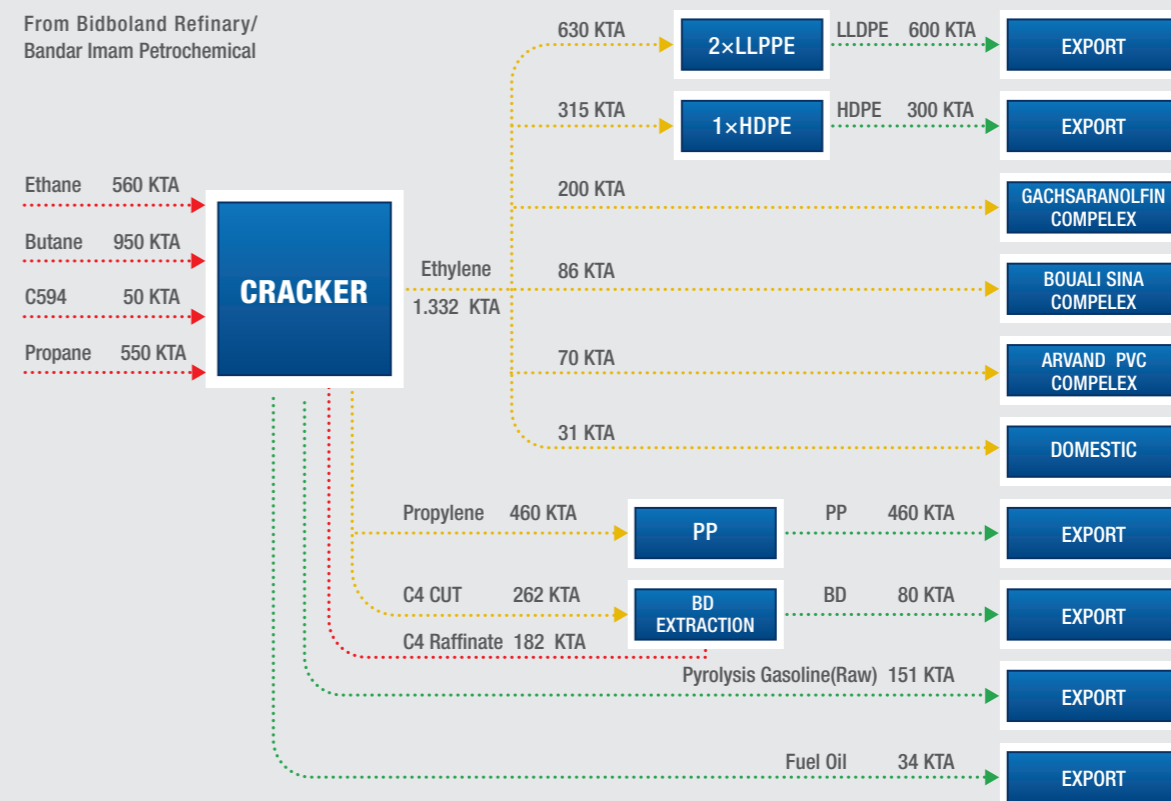 From Bidboland Refinary/
Bandar Imam Petrochemical
630 KTA
2×LLPPE
LLDPE 600 KTA
EXPORT
315 KTA
1×HDPE
HDPE 300 KTA
EXPORT
Ethane 560 KTA
Butane 950 KTA
C594 50 KTA
Propane 550 KTA
CRACKER
Ethylene
1.332 KTA
200 KTA
GACHSARANOLFIN
COMPELEX
86 KTA
BOUALI SINA
COMPELEX
70 KTA
ARVAND PVC
COMPELEX
31 KTA
DOMESTIC
Propylene 460 KTA
PP
PP 460 KTA
EXPORT
C4 CUT 262 KTA
BD
EXTRACTION
BD 80 KTA
EXPORT
C4 Raffinate 182 KTA
Pyrolysis Gasoline(Raw) 151 KTA
EXPORT
Fuel Oil 34 KTA
EXPORT